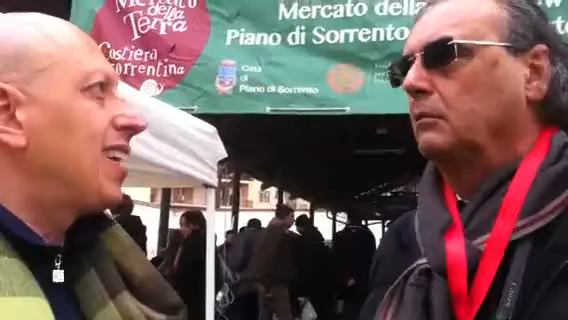 Mercato
della
Terra
Costiera
Sorrentina
Mercato della
Piano di Sorrento
Città
di
Piano di Sorrento